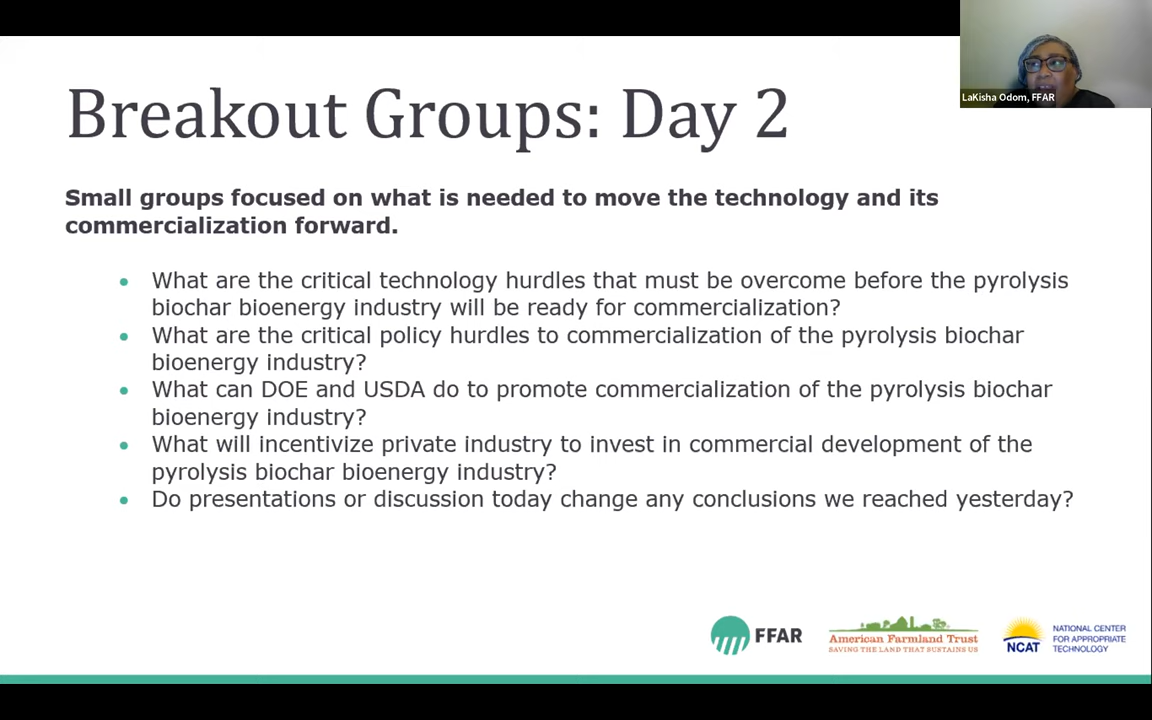 LaKisha Odom, FFAR
Breakout Groups: Day 2
Small groups focused on what is needed to move the technology and its
commercialization forward.
• What are the critical technology hurdles that must be overcome before the pyrolysis
biochar bioenergy industry will be ready for commercialization?
• What are the critical policy hurdles to commercialization of the pyrolysis biochar
bioenergy industry?
• What can DOE and USDA do to promote commercialization of the pyrolysis biochar
bioenergy industry?
• What will incentivize private industry to invest in commercial development of the
pyrolysis biochar bioenergy industry?
• Do presentations or discussion today change any conclusions we reached yesterday?
FFAR
American Farmland Trust
SAVING THE LAND THAT SUSTAINS US
NCAT
NATIONAL CENTER
FOR APPROPRIATE
TECHNOLOGY